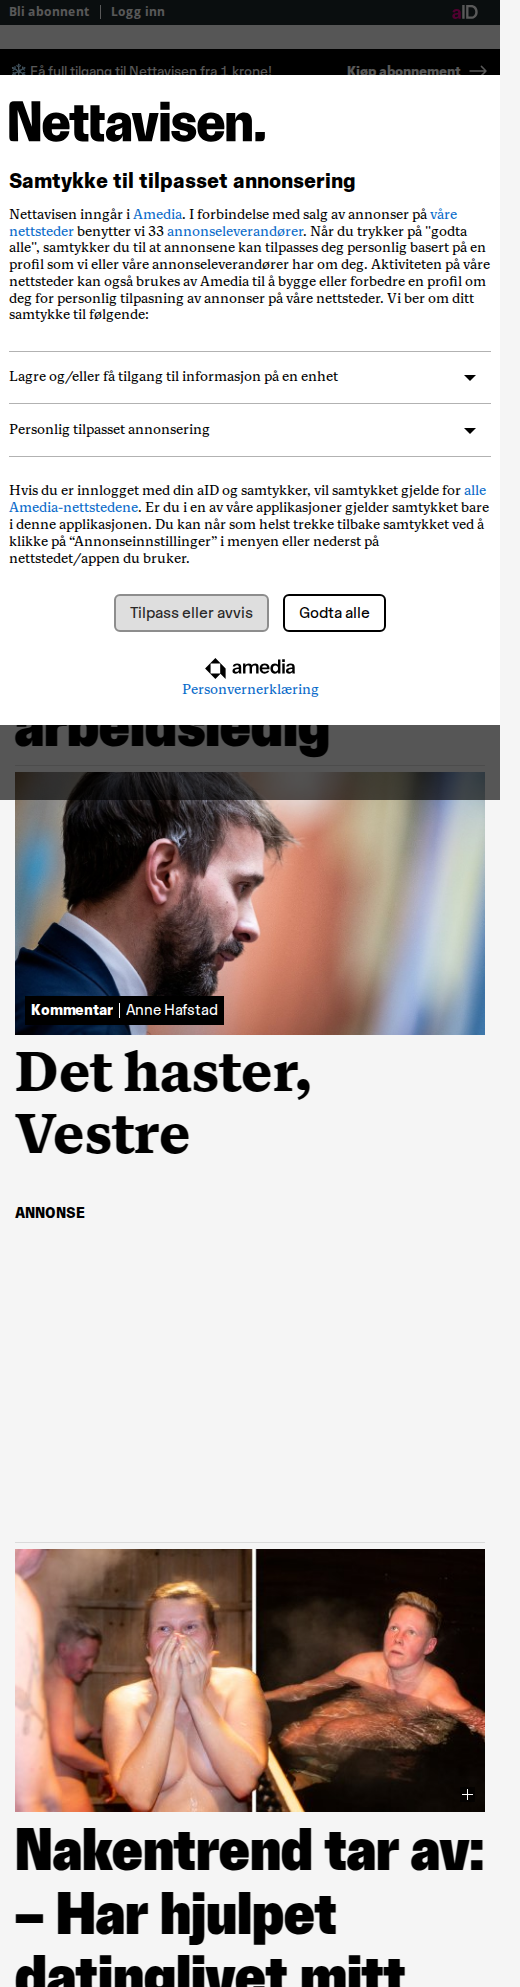 Bli abonnent | Logg inn
aID
Få full tilgang til Nettavisen fra 1 krone!
Kjøp abonnement →
Nettavisen.
Samtykke til tilpasset annonsering
Nettavisen inngår i Amedia. I forbindelse med salg av annonser på våre
nettsteder benytter vi 33 annonseleverandører. Når du trykker på "godta
alle", samtykker du til at annonsene kan tilpasses deg personlig basert på en
profil som vi eller våre annonseleverandører har om deg. Aktiviteten på våre
nettsteder kan også brukes av Amedia til å bygge eller forbedre en profil om
deg for personlig tilpasning av annonser på våre nettsteder. Vi ber om ditt
samtykke til følgende:
Lagre og/eller få tilgang til informasjon på en enhet
Personlig tilpasset annonsering
Hvis du er innlogget med din aID og samtykker, vil samtykket gjelde for alle
Amedia-nettstedene. Er du i en av våre applikasjoner gjelder samtykket bare
i denne applikasjonen. Du kan når som helst trekke tilbake samtykket ved å
klikke på “Annonseinnstillinger” i menyen eller nederst på
nettstedet/appen du bruker.
Tilpass eller avvis
Godta alle
amedia
Personvernerklæring
arbeidsledig
Kommentar | Anne Hafstad
Det haster,
Vestre
ANNONSE
Nakentrend tar av:
– Har hjulpet
datinglivet mitt